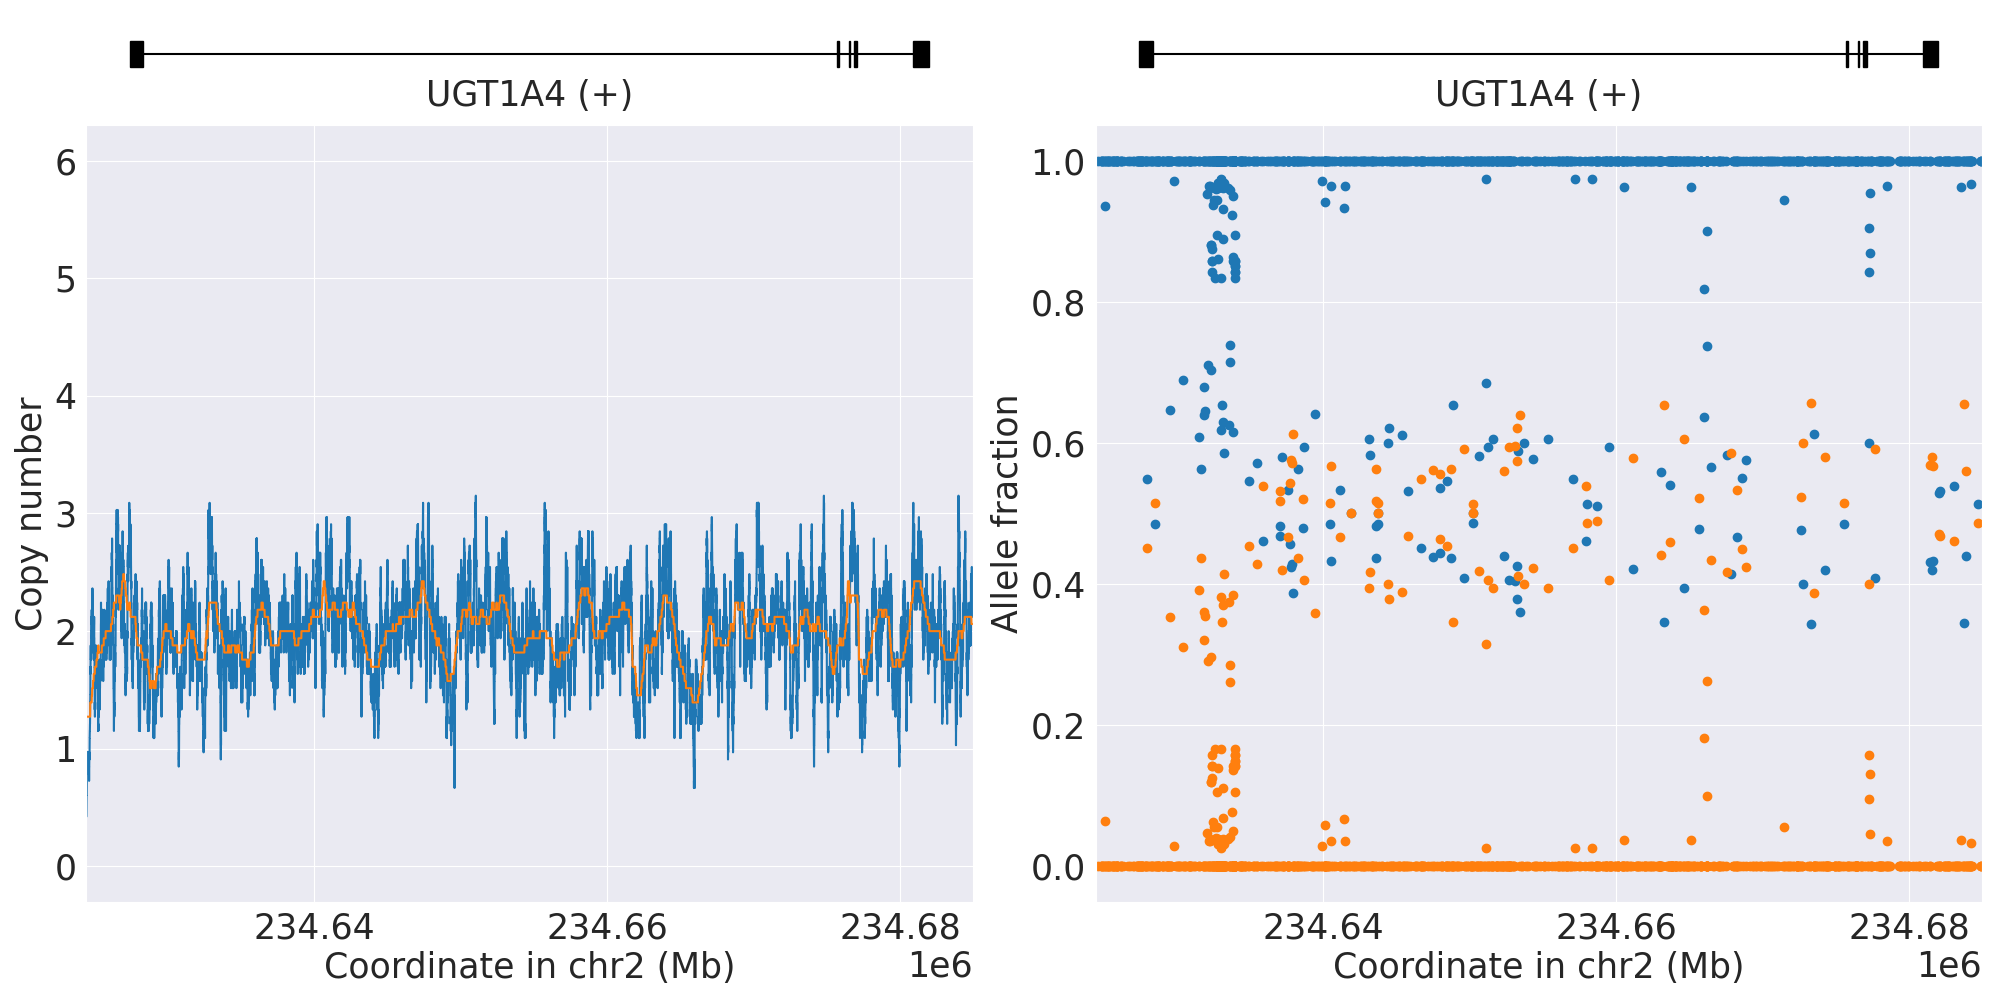 UGT1A4 (+)
6
5
4
3
2
1
0
Copy number
234.64 234.66 234.68
1e6
Coordinate in chr2 (Mb)
UGT1A4 (+)
1.0
0.8
0.6
0.4
0.2
0.0
Allele fraction
234.64 234.66 234.68
1e6
Coordinate in chr2 (Mb)